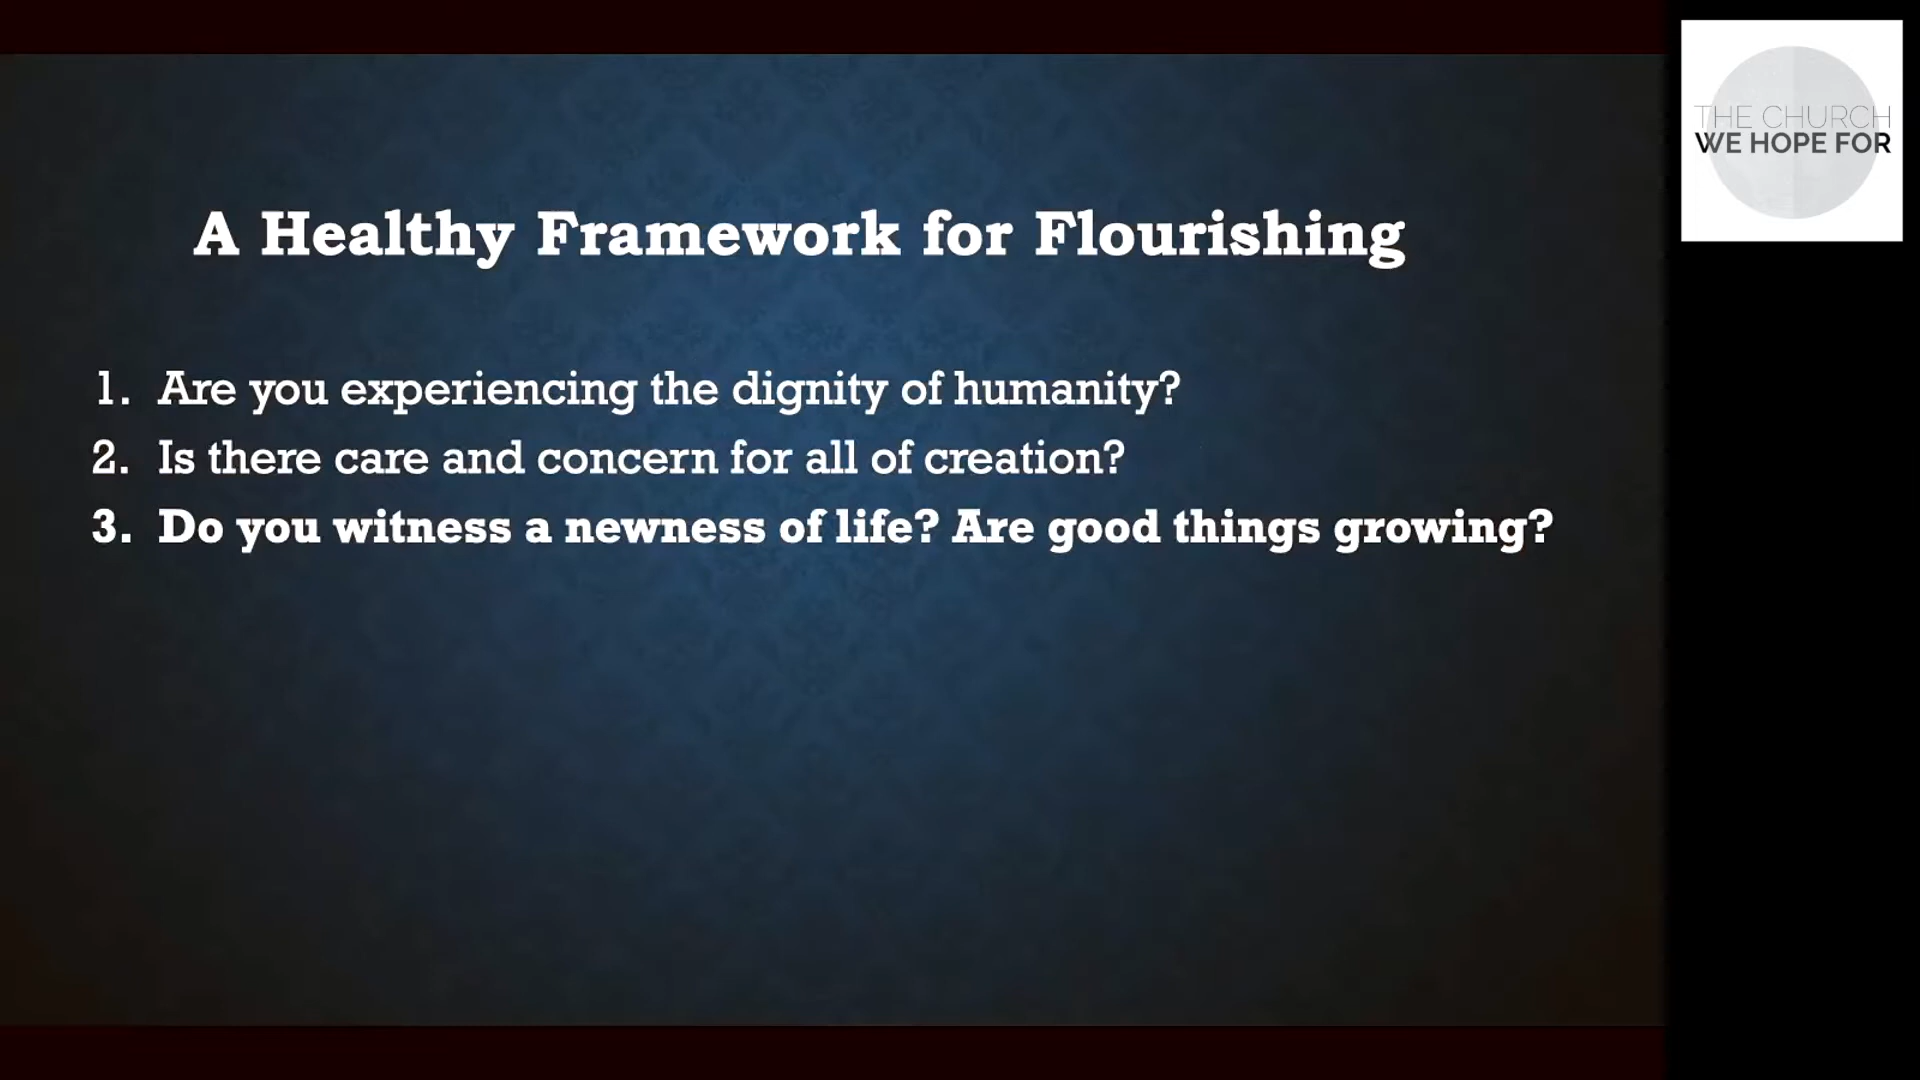 A Healthy Framework for Flourishing
1. Are you experiencing the dignity of humanity?
2. Is there care and concern for all of creation?
3. Do you witness a newness of life? Are good things growing?
THE CHURCH
WE HOPE FOR